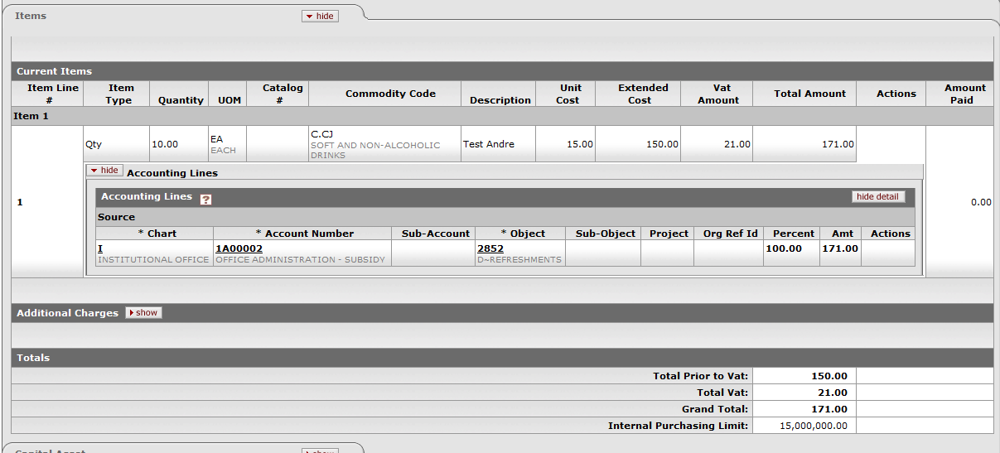 Items hide
Current Items
Item Line # Item Type Quantity UOM Catalog # Commodity Code Description Unit Cost Extended Cost Vat Amount Total Amount Actions Amount Paid
Item 1
1 Qty 10.00 EA EACH C.CJ SOFT AND NON-ALCOHOLIC DRINKS Test Andre 15.00 150.00 21.00 171.00 0.00
hide Accounting Lines
Accounting Lines ? hide detail
Source
* Chart * Account Number Sub-Account * Object Sub-Object Project Org Ref Id Percent Amt Actions
I 1A00002 2852 100.00 171.00
INSTITUTIONAL OFFICE OFFICE ADMINISTRATION - SUBSIDY D~REFRESHMENTS
Additional Charges show
Totals
Total Prior to Vat: 150.00
Total Vat: 21.00
Grand Total: 171.00
Internal Purchasing Limit: 15,000,000.00
Capital Asset show